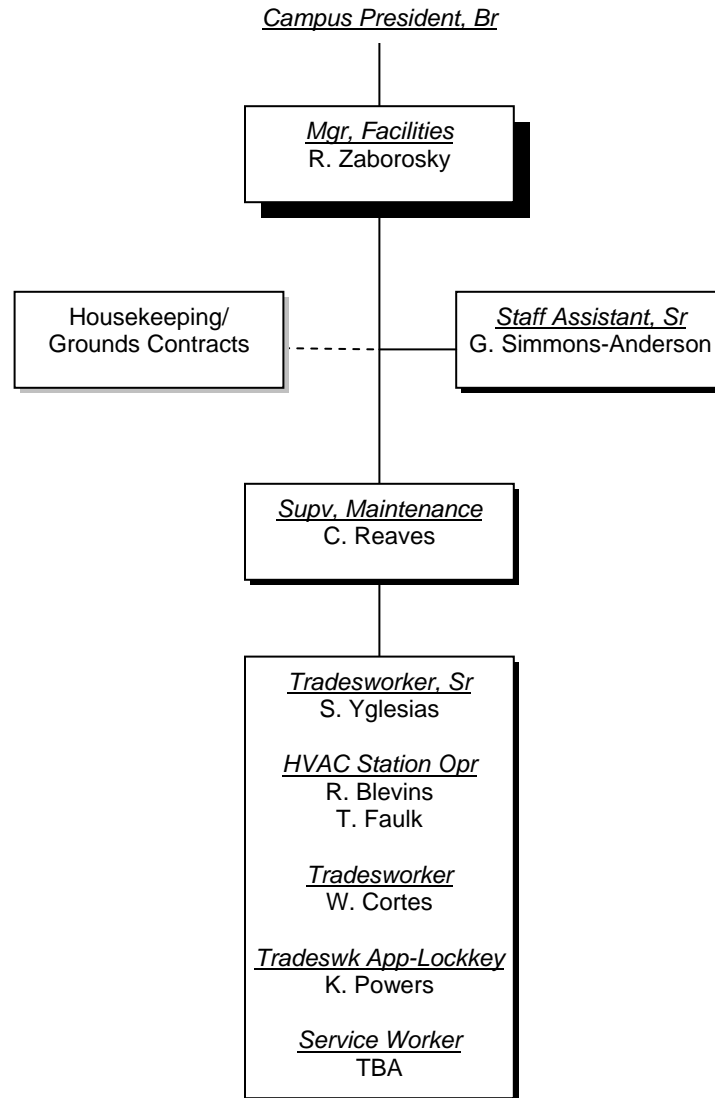 Campus President, Br
Mgr, Facilities
R. Zaborosky
Housekeeping/
Grounds Contracts
Staff Assistant, Sr
G. Simmons-Anderson
Supv, Maintenance
C. Reaves
Tradesworker, Sr
S. Yglesias
HVAC Station Opr
R. Blevins
T. Faulk
Tradesworker
W. Cortes
Tradeswk App-Lockkey
K. Powers
Service Worker
TBA